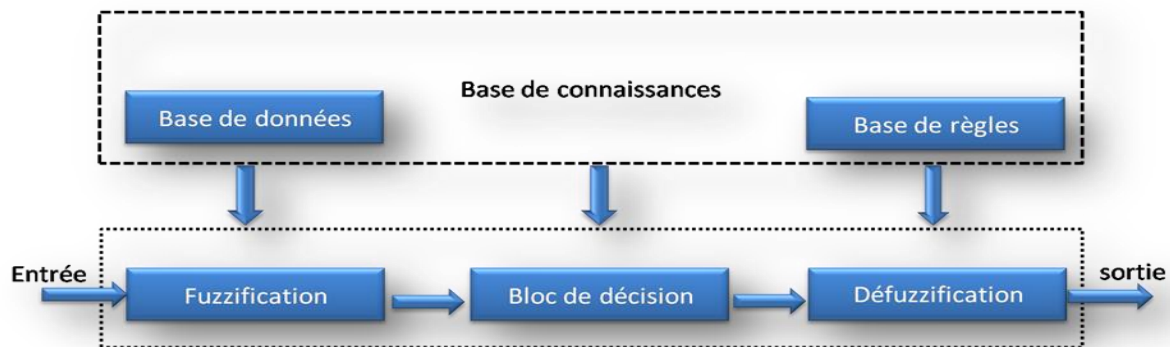 Base de connaissances
Base de données
Base de règles
Entrée
Fuzzification
Bloc de décision
Défuzzification
sortie